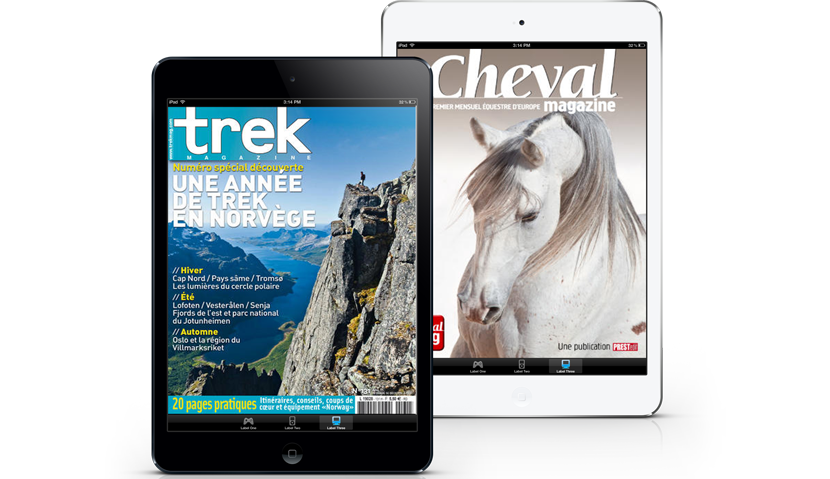 iPad 3:14 PM 32 %
www.trekmag.com
trek
MAGAZINE
Numéro spécial découverte
UNE ANNÉE
DE TREK
EN NORVÈGE
// Hiver
Cap Nord / Pays sâme / Tromsø
Les lumières du cercle polaire
// Été
Lofoten / Vesterålen / Senja
Fjords de l'est et parc national
du Jotunheimen
// Automne
Oslo et la région du
Villmarksriket
N°131
20 pages pratiques Itinéraires, conseils, coups de
cœur et équipement «Norway»
Label One Label Two Label Three
iPad 3:14 PM 32 %
Cheval
magazine
PREMIER MENSUEL ÉQUESTRE D'EUROPE
al
g
Une publication PREST
Label One Label Two Label Three